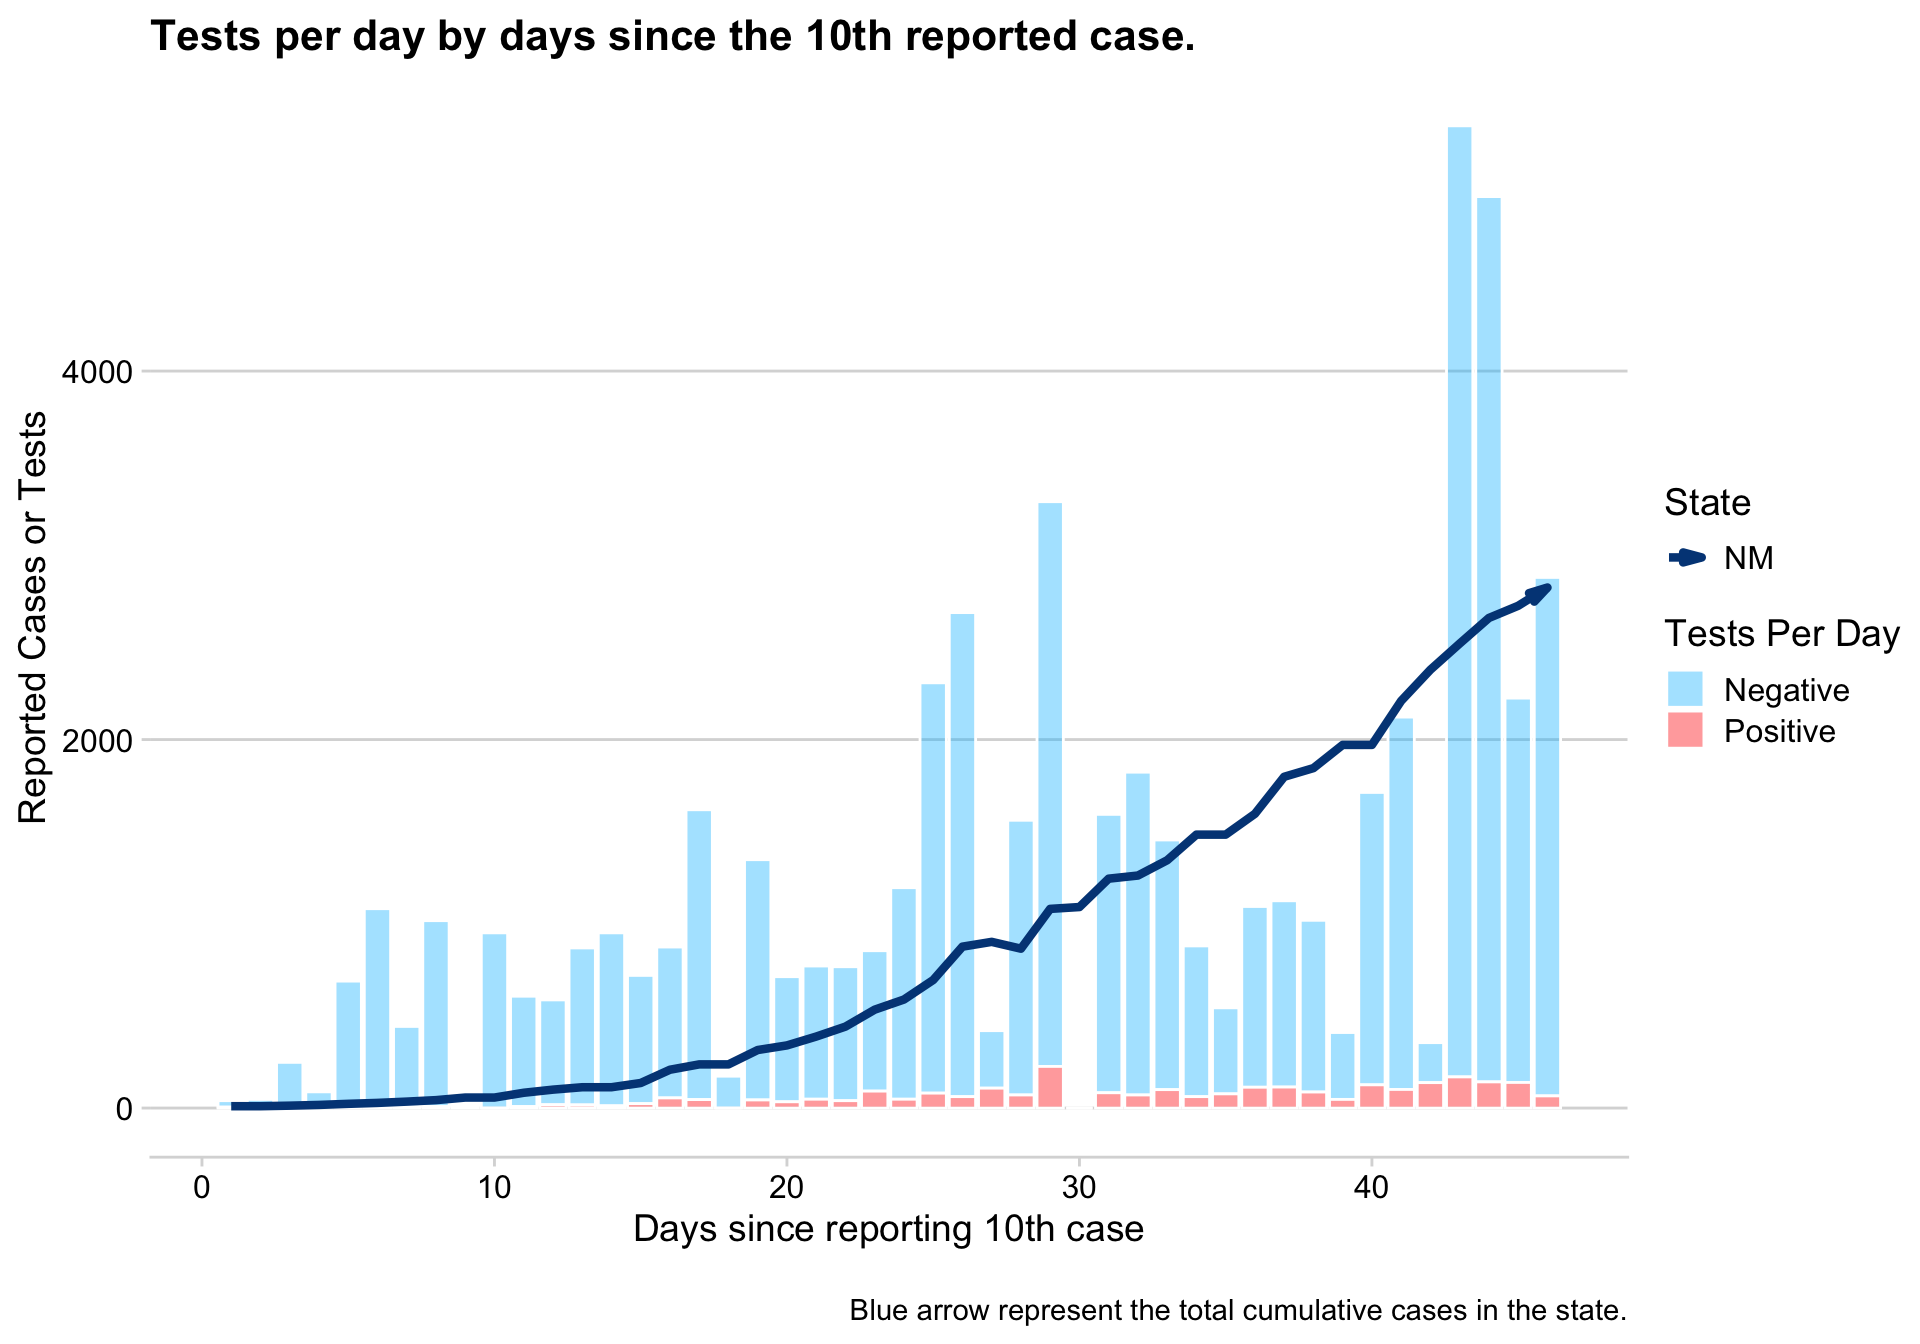 Tests per day by days since the 10th reported case.
Reported Cases or Tests
4000
2000
0
0 10 20 30 40
Days since reporting 10th case
State
NM
Tests Per Day
Negative
Positive
Blue arrow represent the total cumulative cases in the state.